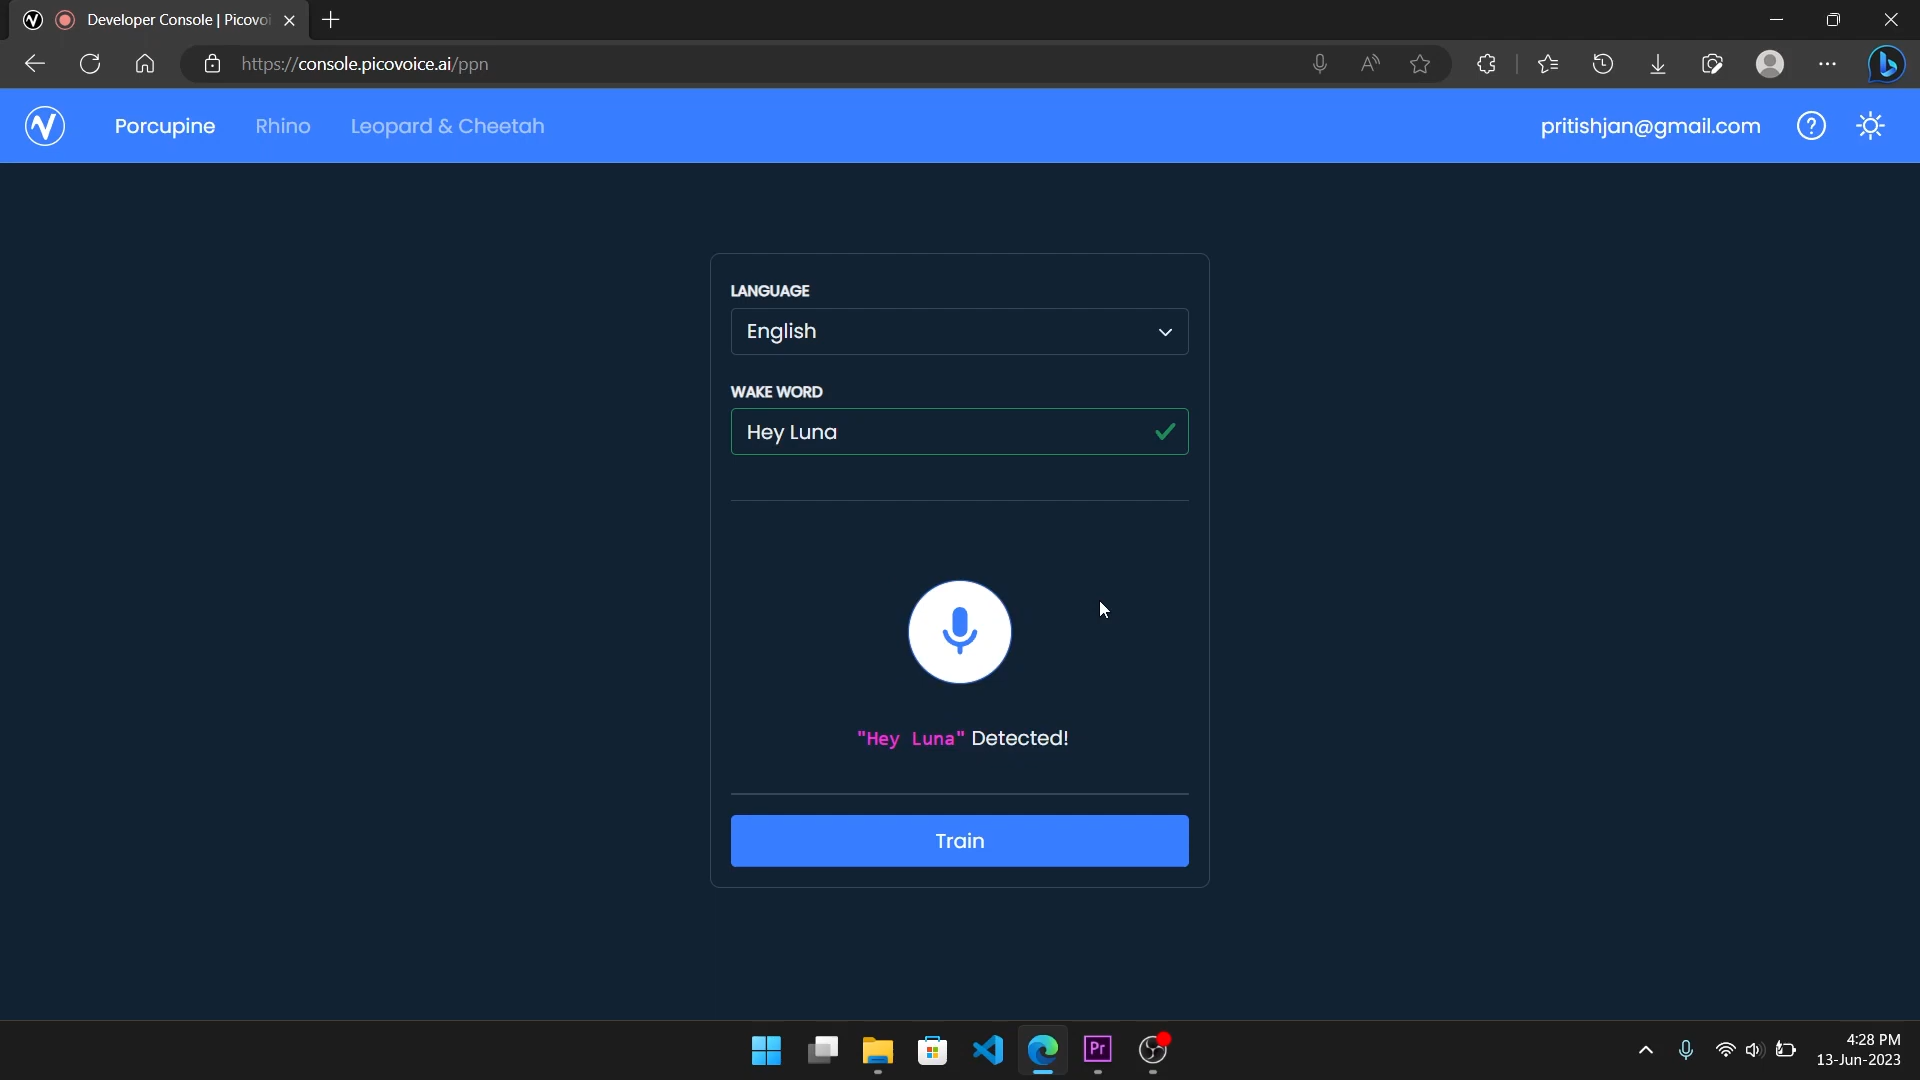 Developer Console | Picovoi
https://console.picovoice.ai/ppn
Porcupine Rhino Leopard & Cheetah pritishjan@gmail.com
LANGUAGE
English
WAKE WORD
Hey Luna
"Hey Luna" Detected!
Train
Pr
4:28 PM
13-Jun-2023